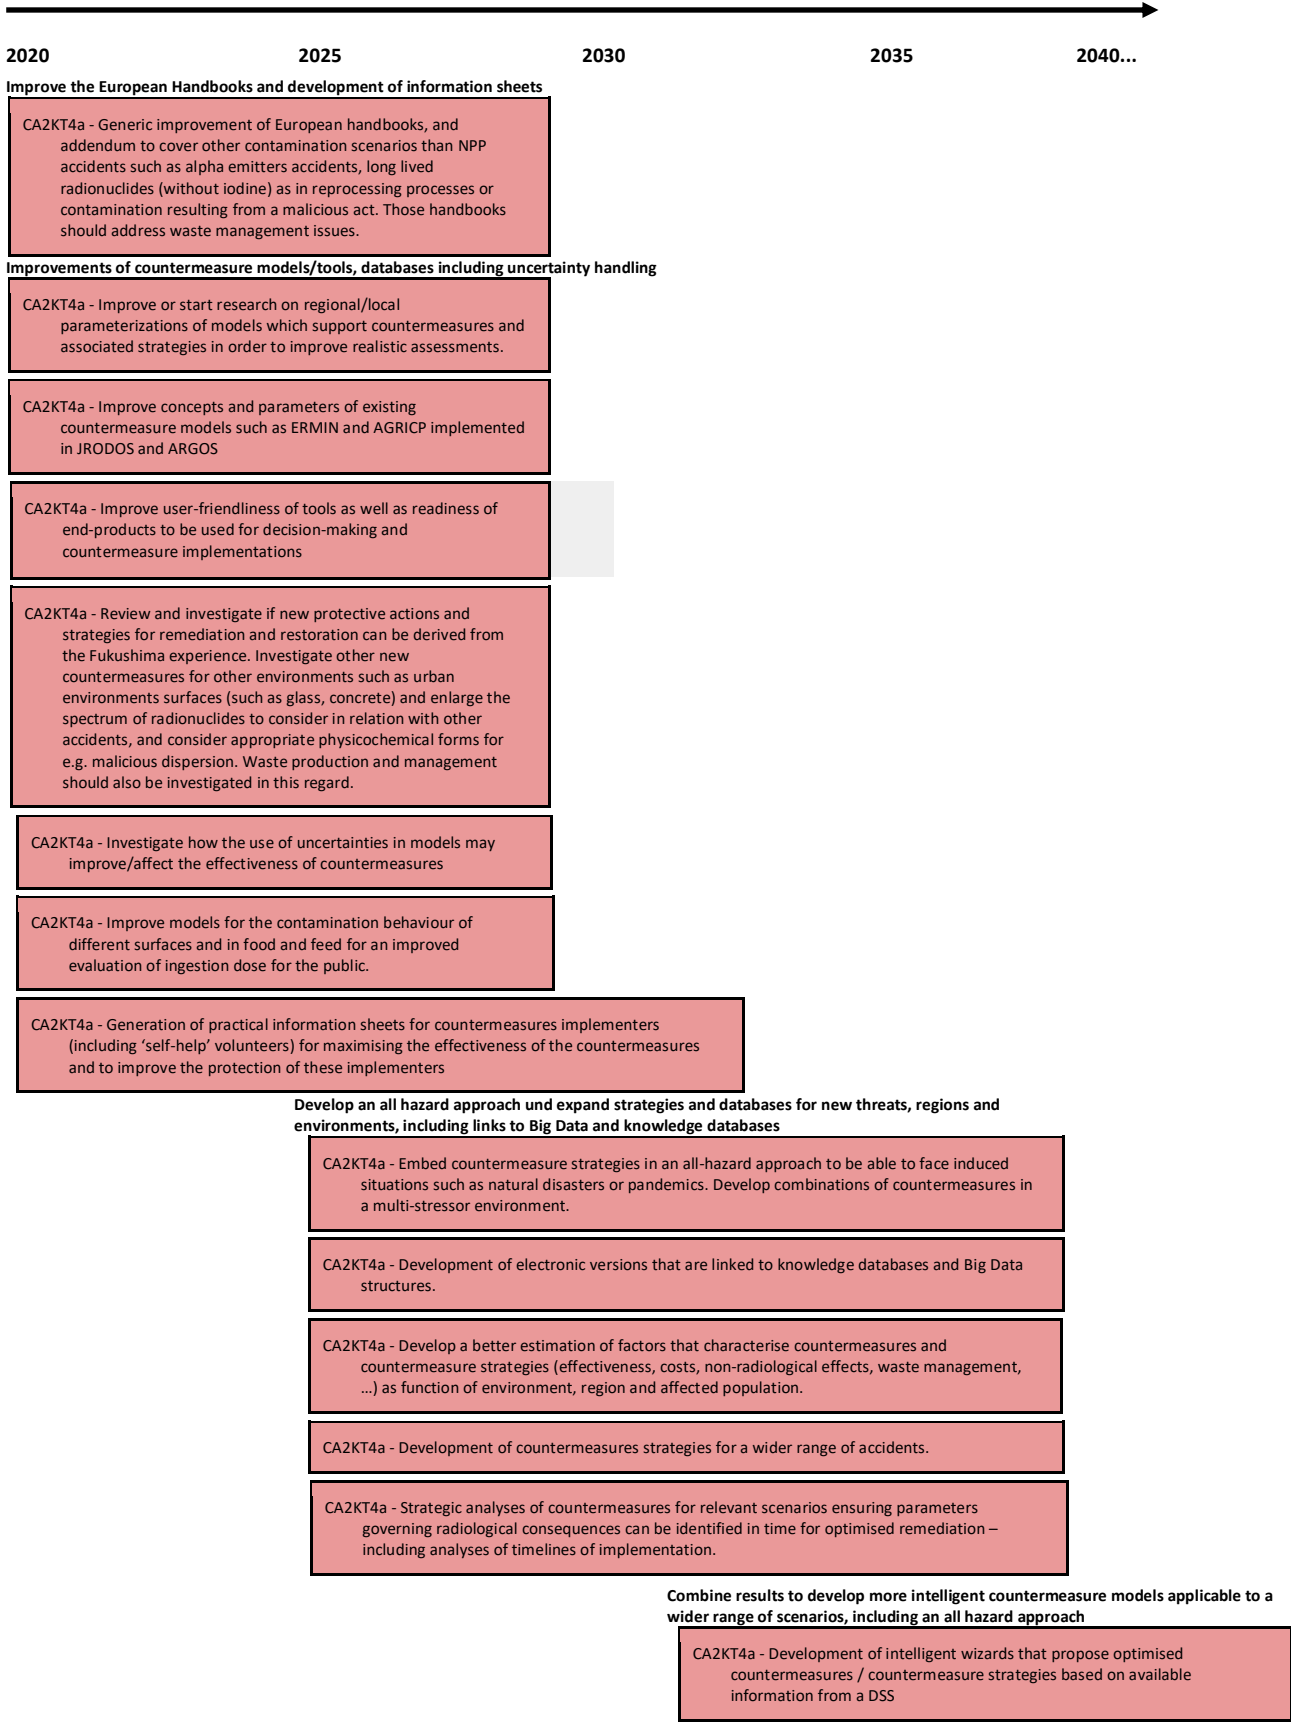 2020 2025 2030 2035 2040...
Improve the European Handbooks and development of information sheets
CA2KT4a - Generic improvement of European handbooks, and
addendum to cover other contamination scenarios than NPP
accidents such as alpha emitters accidents, long lived
radionuclides (without iodine) as in reprocessing processes or
contamination resulting from a malicious act. Those handbooks
should address waste management issues.
Improvements of countermeasure models/tools, databases including uncertainty handling
CA2KT4a - Improve or start research on regional/local
parameterizations of models which support countermeasures and
associated strategies in order to improve realistic assessments.
CA2KT4a - Improve concepts and parameters of existing
countermeasure models such as ERMIN and AGRICP implemented
in JRODOS and ARGOS
CA2KT4a - Improve user-friendliness of tools as well as readiness of
end-products to be used for decision-making and
countermeasure implementations
CA2KT4a - Review and investigate if new protective actions and
strategies for remediation and restoration can be derived from
the Fukushima experience. Investigate other new
countermeasures for other environments such as urban
environments surfaces (such as glass, concrete) and enlarge the
spectrum of radionuclides to consider in relation with other
accidents, and consider appropriate physicochemical forms for
e.g. malicious dispersion. Waste production and management
should also be investigated in this regard.
CA2KT4a - Investigate how the use of uncertainties in models may
improve/affect the effectiveness of countermeasures
CA2KT4a - Improve models for the contamination behaviour of
different surfaces and in food and feed for an improved
evaluation of ingestion dose for the public.
CA2KT4a - Generation of practical information sheets for countermeasures implementers
(including ‘self-help’ volunteers) for maximising the effectiveness of the countermeasures
and to improve the protection of these implementers
Develop an all hazard approach und expand strategies and databases for new threats, regions and
environments, including links to Big Data and knowledge databases
CA2KT4a - Embed countermeasure strategies in an all-hazard approach to be able to face induced
situations such as natural disasters or pandemics. Develop combinations of countermeasures in
a multi-stressor environment.
CA2KT4a - Development of electronic versions that are linked to knowledge databases and Big Data
structures.
CA2KT4a - Develop a better estimation of factors that characterise countermeasures and
countermeasure strategies (effectiveness, costs, non-radiological effects, waste management,
…) as function of environment, region and affected population.
CA2KT4a - Development of countermeasures strategies for a wider range of accidents.
CA2KT4a - Strategic analyses of countermeasures for relevant scenarios ensuring parameters
governing radiological consequences can be identified in time for optimised remediation –
including analyses of timelines of implementation.
Combine results to develop more intelligent countermeasure models applicable to a
wider range of scenarios, including an all hazard approach
CA2KT4a - Development of intelligent wizards that propose optimised
countermeasures / countermeasure strategies based on available
information from a DSS